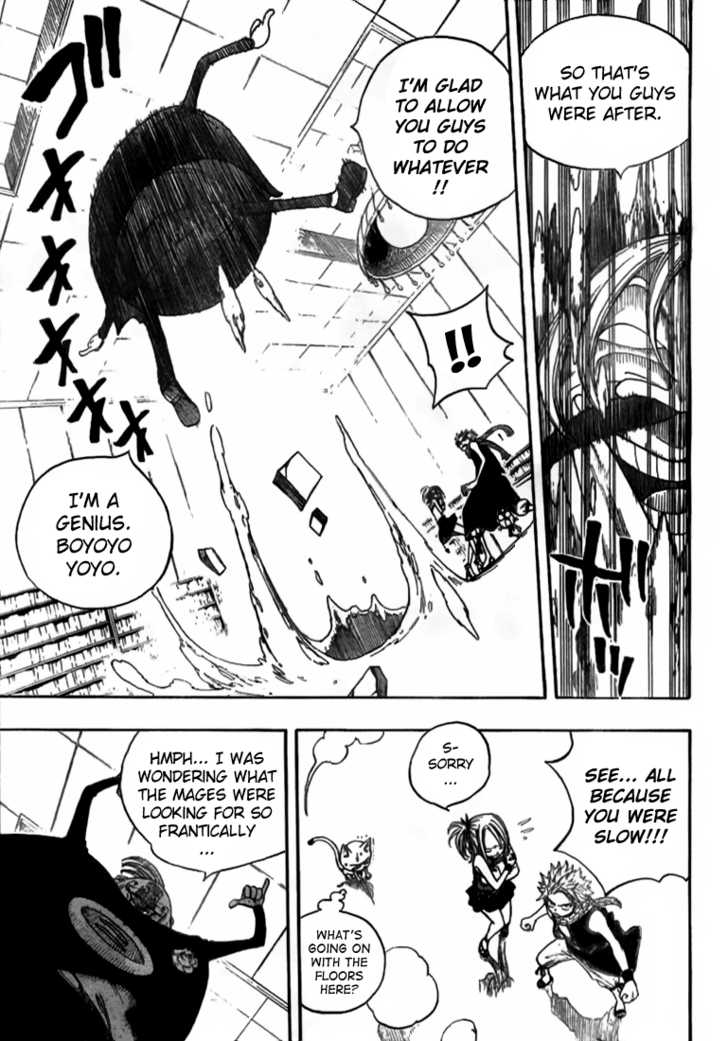 SO THAT'S
WHAT YOU GUYS
WERE AFTER.
I'M GLAD
TO ALLOW
YOU GUYS
TO DO
WHATEVER
!!
!!
I'M A
GENIUS.
BOYOYO
YOYO.
SEE... ALL
BECAUSE
YOU WERE
SLOW!!!
S-
SORRY
...
WHAT'S
GOING ON
WITH THE
FLOORS
HERE?
HMPH... I WAS
WONDERING WHAT
THE MAGES WERE
LOOKING FOR SO
FRANTICALLY
...